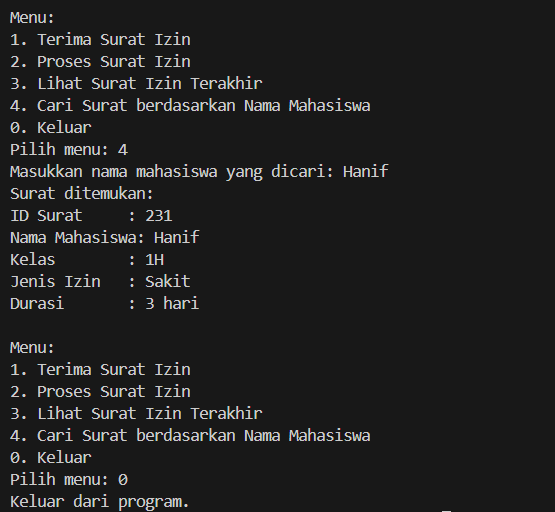 Menu:
1. Terima Surat Izin
2. Proses Surat Izin
3. Lihat Surat Izin Terakhir
4. Cari Surat berdasarkan Nama Mahasiswa
0. Keluar
Pilih menu: 4
Masukkan nama mahasiswa yang dicari: Hanif
Surat ditemukan:
ID Surat     : 231
Nama Mahasiswa: Hanif
Kelas        : 1H
Jenis Izin   : Sakit
Durasi       : 3 hari

Menu:
1. Terima Surat Izin
2. Proses Surat Izin
3. Lihat Surat Izin Terakhir
4. Cari Surat berdasarkan Nama Mahasiswa
0. Keluar
Pilih menu: 0
Keluar dari program.